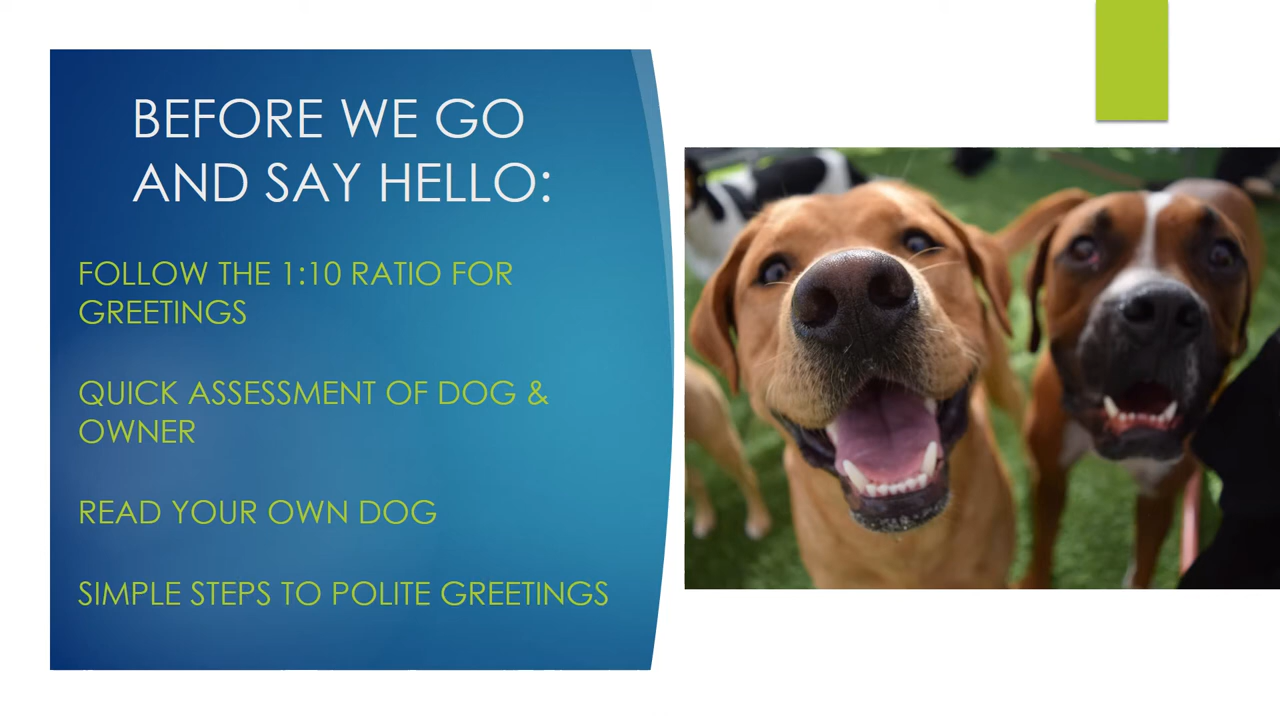 BEFORE WE GO
AND SAY HELLO:
FOLLOW THE 1:10 RATIO FOR
GREETINGS
QUICK ASSESSMENT OF DOG &
OWNER
READ YOUR OWN DOG
SIMPLE STEPS TO POLITE GREETINGS